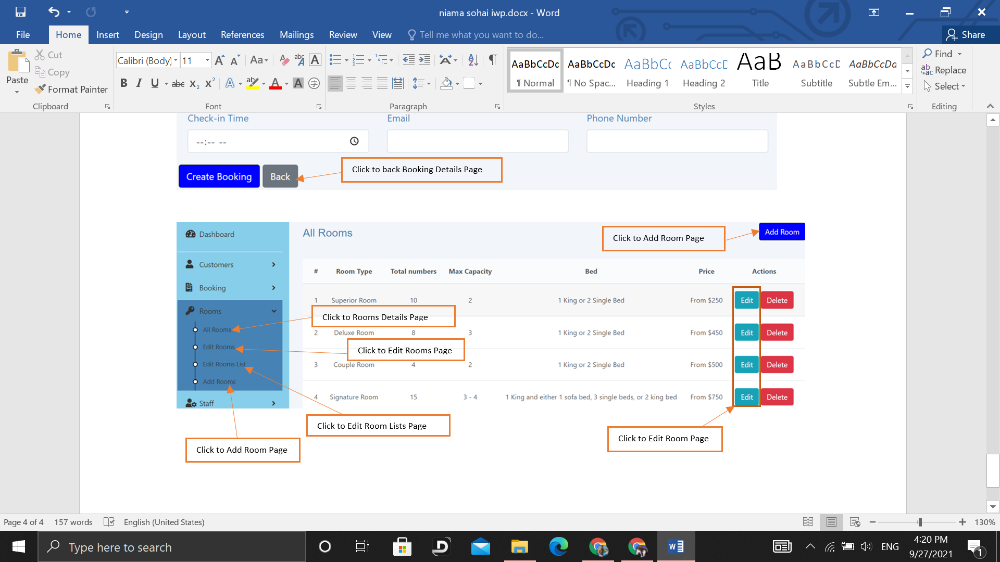 niama sohai iwp.docx - Word
File Home Insert Design Layout References Mailings Review View Tell me what you want to do... Share
Paste Cut Copy Format Painter
Calibri (Body) 11
AaBbCcDc AaBbCcDc AaBbCc AaBbCcD AaB AaBbCcD AaBbCcDd
¶ Normal ¶ No Spac... Heading 1 Heading 2 Title Subtitle Subtle Em...
Find Replace Select
Clipboard Font Paragraph Styles Editing
Check-in Time Email Phone Number
--:-- --
Create Booking Back
Click to back Booking Details Page
Dashboard
Customers
Booking
Rooms
All Rooms
Edit Rooms
Edit Rooms List
Add Rooms
Staff
All Rooms
Click to Add Room Page
Add Room
# Room Type Total numbers Max Capacity Bed Price Actions
1 Superior Room 10 2 1 King or 2 Single Bed From $250 Edit Delete
Click to Rooms Details Page
2 Deluxe Room 8 3 1 King or 2 Single Bed From $450 Edit Delete
Click to Edit Rooms Page
3 Couple Room 4 2 1 King or 2 Single Bed From $500 Edit Delete
4 Signature Room 15 3 - 4 1 King and either 1 sofa bed, 3 single beds, or 2 king bed From $750 Edit Delete
Click to Edit Room Lists Page
Click to Edit Room Page
Click to Add Room Page
Page 4 of 4 157 words English (United States) 130%
Type here to search
ENG
4:20 PM
9/27/2021
1